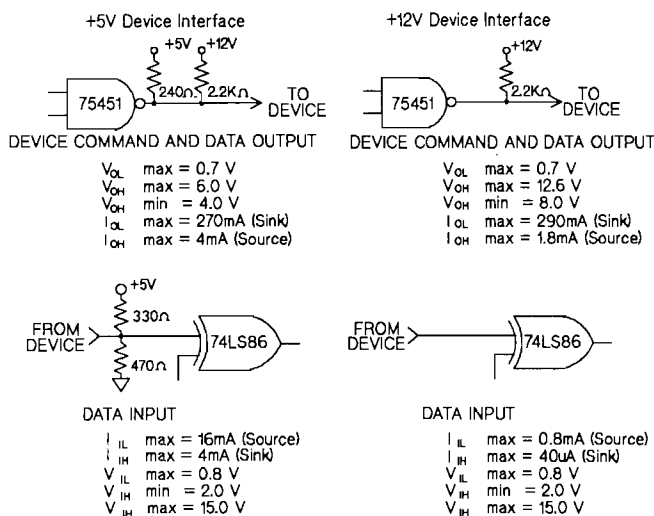 +5V Device Interface
+5V +12V
240Ω 2.2KΩ
75451
TO
DEVICE
DEVICE COMMAND AND DATA OUTPUT
VOL max = 0.7 V
VOH max = 6.0 V
VOH min = 4.0 V
IOL max = 270mA (Sink)
IOH max = 4mA (Source)
+12V Device Interface
+12V
2.2KΩ
75451
TO
DEVICE
DEVICE COMMAND AND DATA OUTPUT
VOL max = 0.7 V
VOH max = 12.6 V
VOH min = 8.0 V
IOL max = 290mA (Sink)
IOH max = 1.8mA (Source)
+5V
330Ω
FROM
DEVICE
74LS86
470Ω
DATA INPUT
IIL max = 16mA (Source)
IIH max = 4mA (Sink)
VIL max = 0.8 V
VIH min = 2.0 V
VIH max = 15.0 V
FROM
DEVICE
74LS86
DATA INPUT
IIL max = 0.8mA (Source)
IIH max = 40uA (Sink)
VIL max = 0.8 V
VIH min = 2.0 V
VIH max = 15.0 V